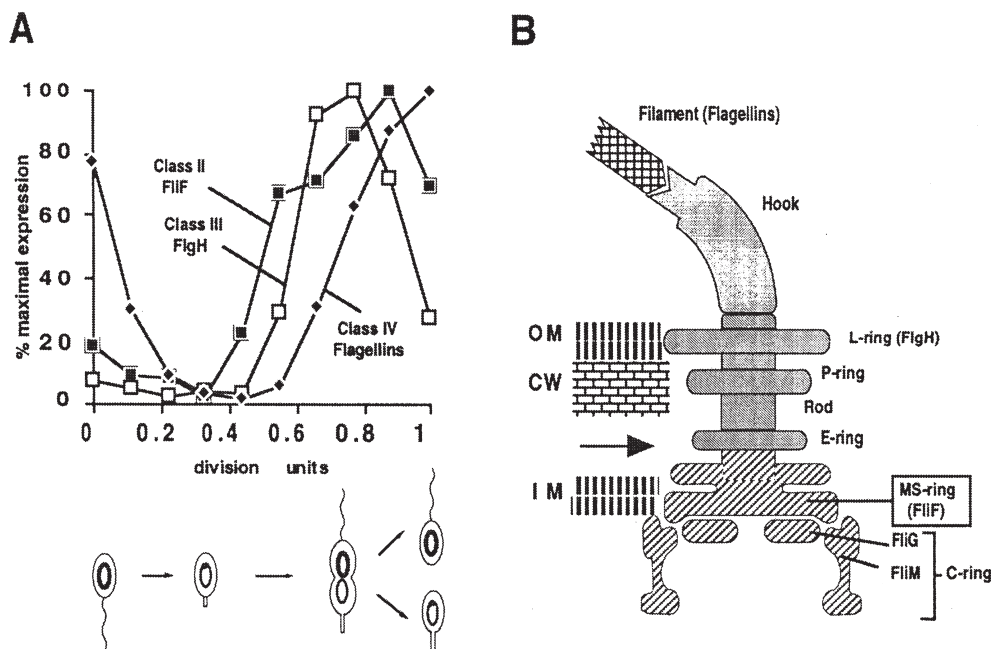 A
B
100
80
60
40
20
0
% maximal expression
Class II
FliF
Class III
FlgH
Class IV
Flagellins
0 0.2 0.4 0.6 0.8 1
division units
Filament (Flagellins)
Hook
OM
CW
IM
L-ring (FlgH)
P-ring
Rod
E-ring
MS-ring
(FliF)
FliG
FliM
C-ring